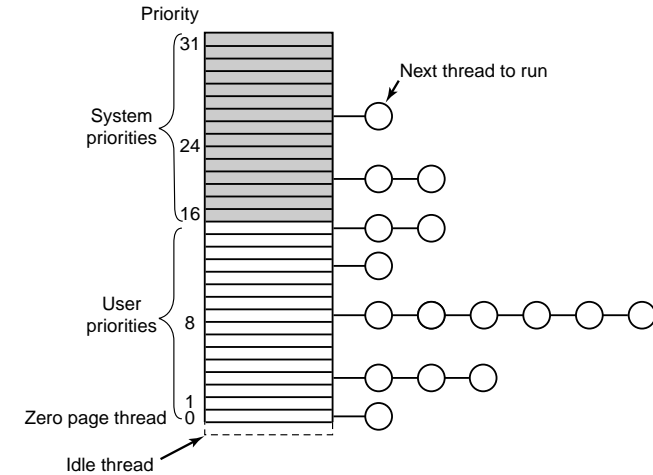 Priority
31
Next thread to run
System
priorities
24
16
User
priorities
8
1
Zero page thread 0
Idle thread